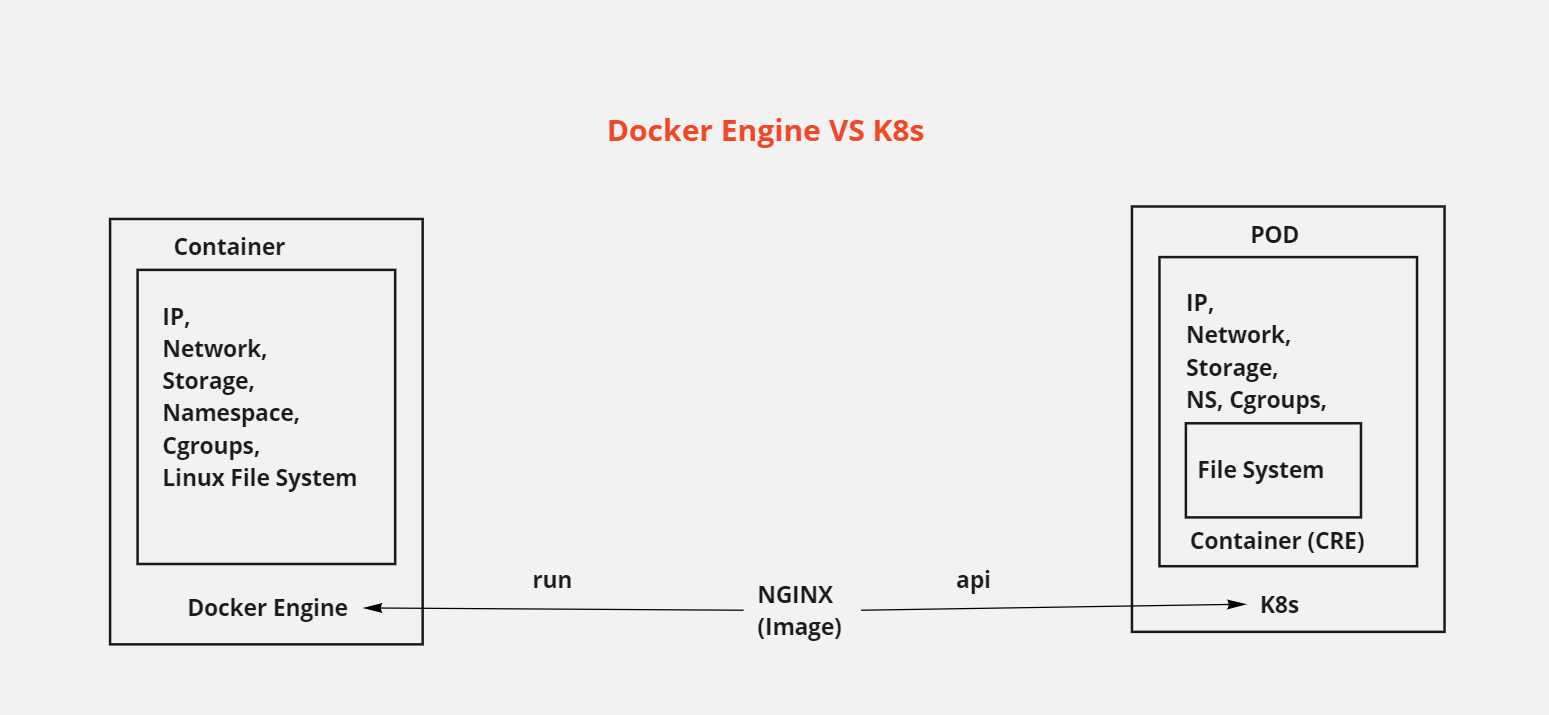 Docker Engine VS K8s
Container
IP,
Network,
Storage,
Namespace,
Cgroups,
Linux File System
Docker Engine
run
NGINX
(Image)
api
POD
IP,
Network,
Storage,
NS, Cgroups,
File System
Container (CRE)
K8s